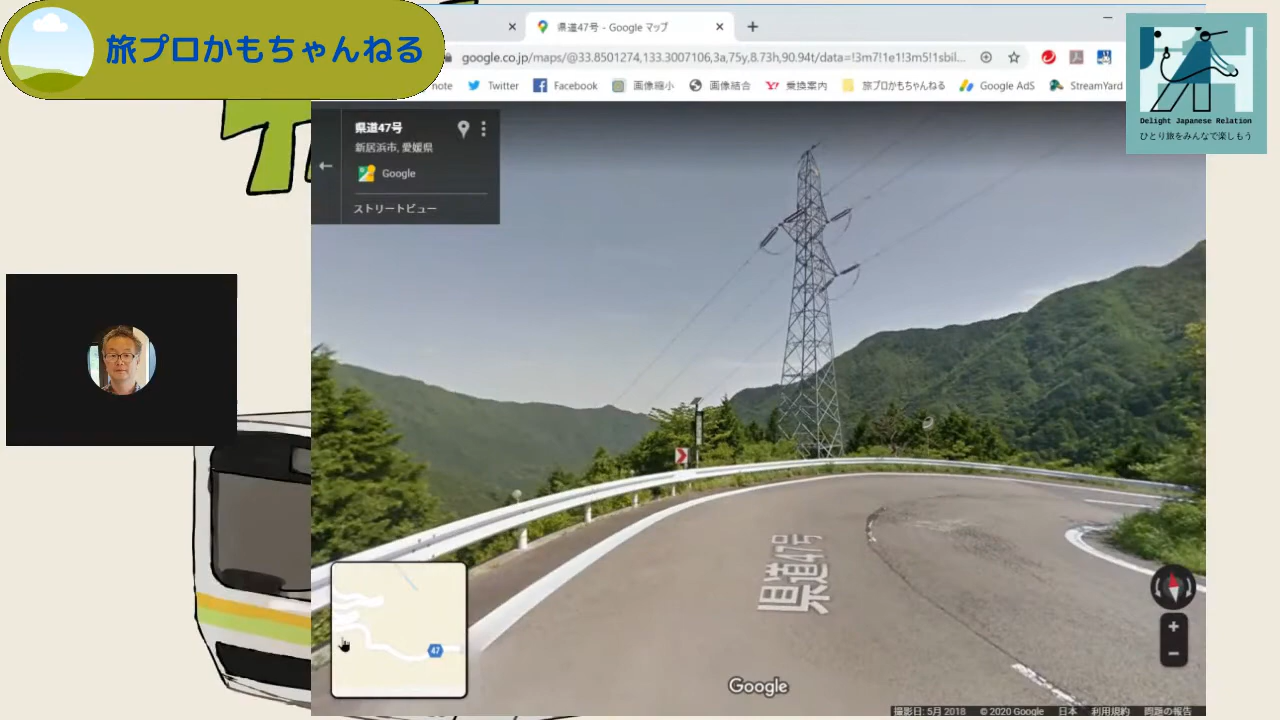 旅プロかもちゃんねる
県道47号 - Google マップ
google.co.jp/maps/@33.8501274,133.3007106,3a,75y,8.73h,90.94t/data=!3m7!1e1!3m5!1sbil...
note Twitter Facebook 画像縮小 画像結合 乗換案内 旅プロかもちゃんねる Google AdS StreamYard
Delight Japanese Relation
ひとり旅をみんなで楽しもう
県道47号
新居浜市, 愛媛県
Google
ストリートビュー
県道47号
47
Google
撮影日: 5月 2018 © 2020 Google 日本 利用規約 問題の報告